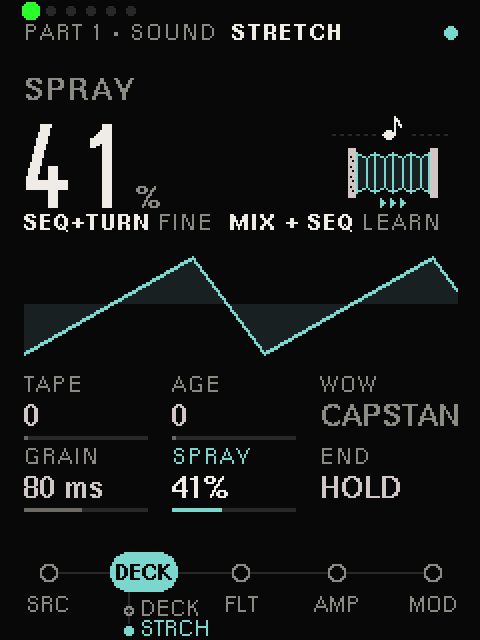 PART 1 · SOUND STRETCH
SPRAY
41 %
SEQ+TURN FINE MIX + SEQ LEARN
TAPE AGE WOW
0 0 CAPSTAN
GRAIN SPRAY END
80 ms 41% HOLD
DECK
SRC DECK FLT AMP MOD
STRCH